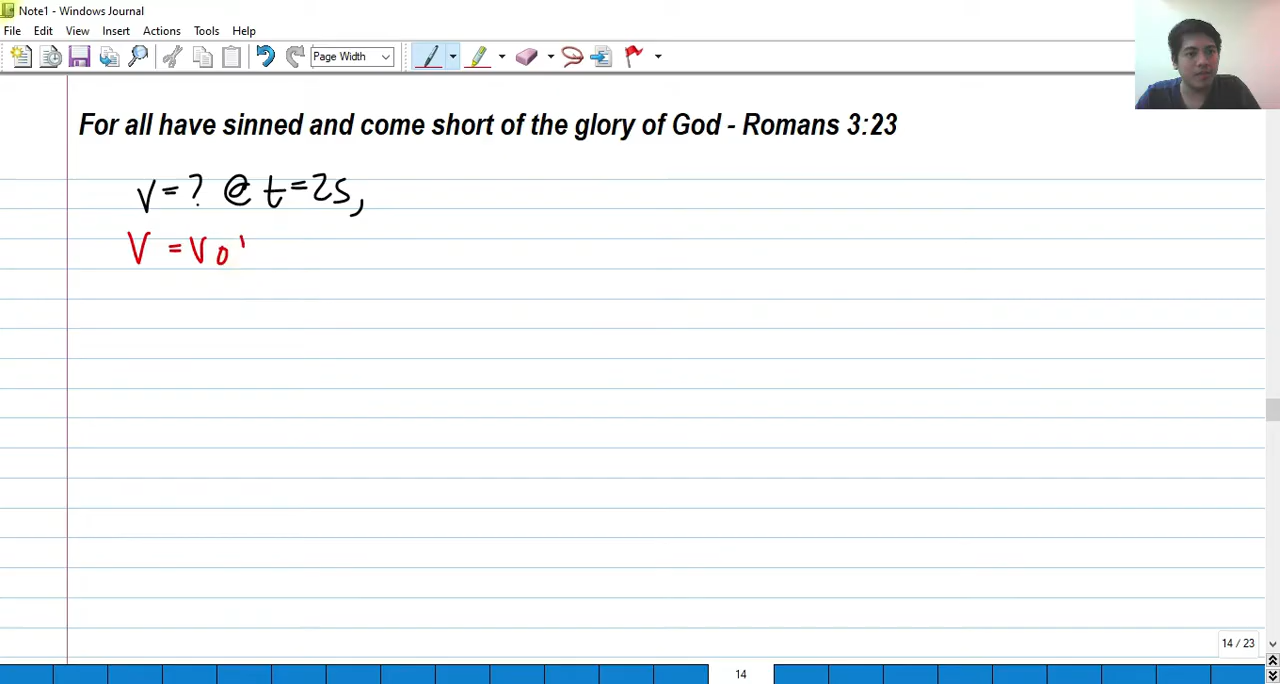 Note1 - Windows Journal
File Edit View Insert Actions Tools Help
Page Width
For all have sinned and come short of the glory of God - Romans 3:23
v = ? @ t = 2s,
V = Vo
14 / 23
14